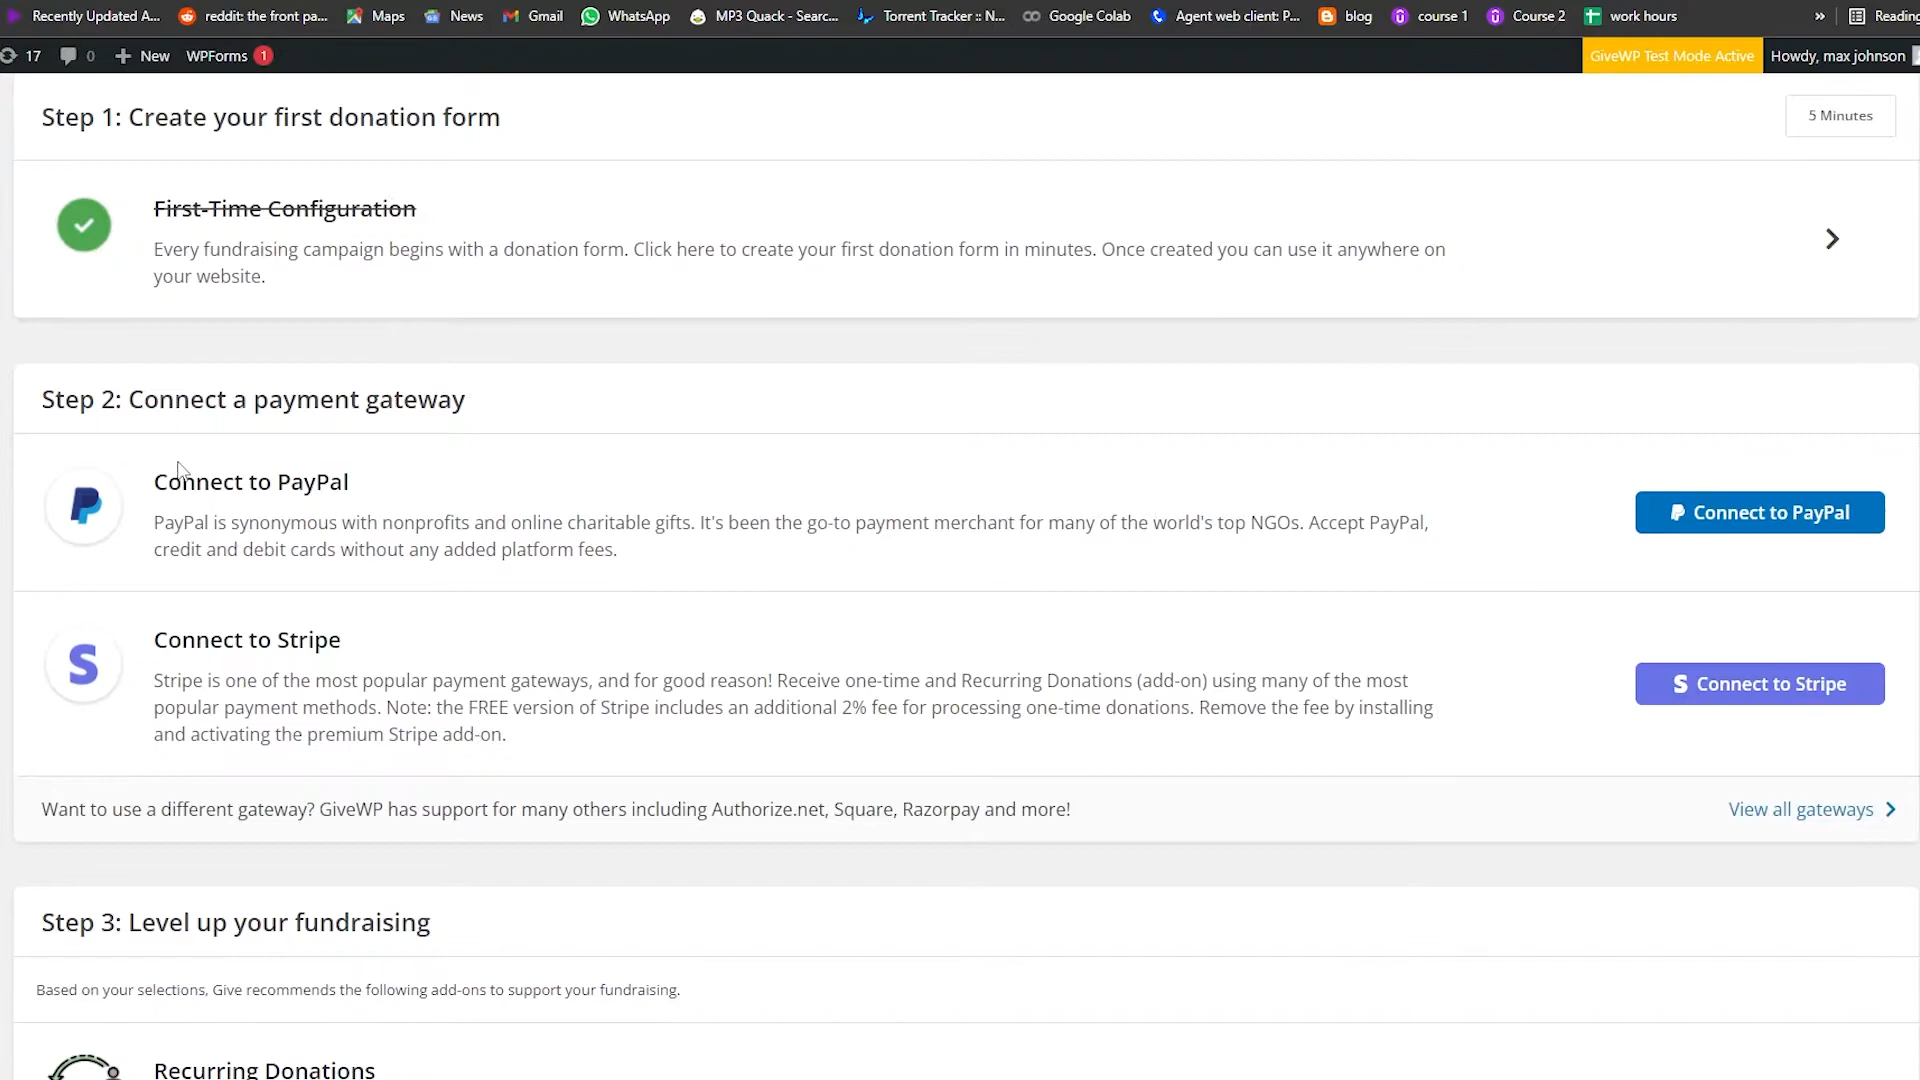 Recently Updated A...
reddit: the front pa...
Maps
News
Gmail
WhatsApp
MP3 Quack - Searc...
Torrent Tracker :: N...
Google Colab
Agent web client: P...
blog
course 1
Course 2
work hours
»
Reading
17
0
New
WPForms 1
GiveWP Test Mode Active
Howdy, max johnson
Step 1: Create your first donation form
5 Minutes
First-Time Configuration
Every fundraising campaign begins with a donation form. Click here to create your first donation form in minutes. Once created you can use it anywhere on
your website.
Step 2: Connect a payment gateway
Connect to PayPal
PayPal is synonymous with nonprofits and online charitable gifts. It's been the go-to payment merchant for many of the world's top NGOs. Accept PayPal,
credit and debit cards without any added platform fees.
Connect to PayPal
Connect to Stripe
Stripe is one of the most popular payment gateways, and for good reason! Receive one-time and Recurring Donations (add-on) using many of the most
popular payment methods. Note: the FREE version of Stripe includes an additional 2% fee for processing one-time donations. Remove the fee by installing
and activating the premium Stripe add-on.
Connect to Stripe
Want to use a different gateway? GiveWP has support for many others including Authorize.net, Square, Razorpay and more!
View all gateways
Step 3: Level up your fundraising
Based on your selections, Give recommends the following add-ons to support your fundraising.
Recurring Donations